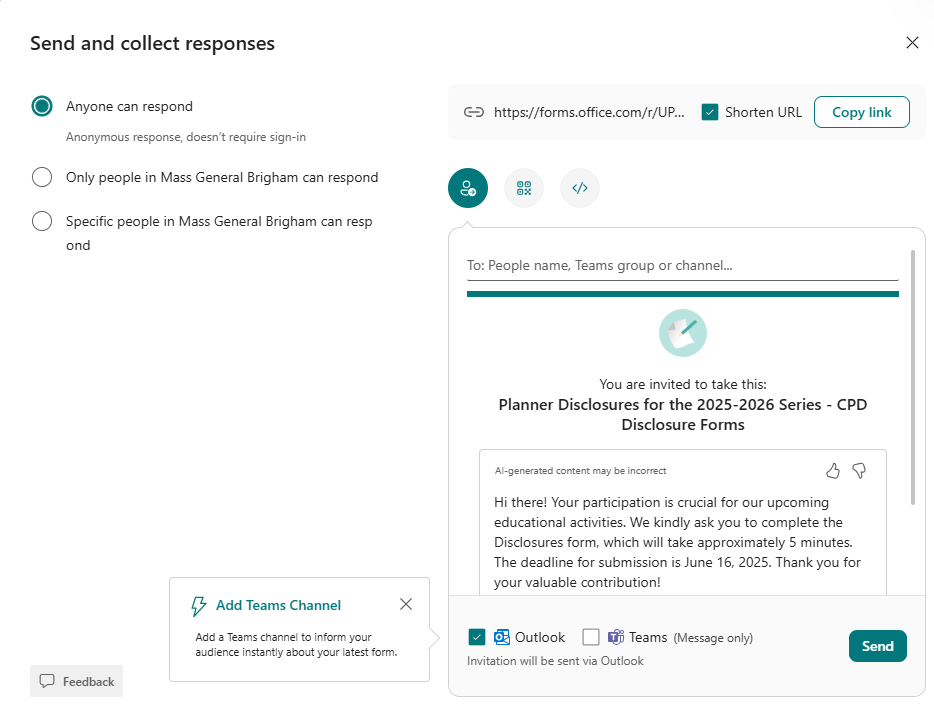 Send and collect responses
Anyone can respond
Anonymous response, doesn't require sign-in
Only people in Mass General Brigham can respond
Specific people in Mass General Brigham can resp
ond
https://forms.office.com/r/UP...
Shorten URL
Copy link
To: People name, Teams group or channel...
You are invited to take this:
Planner Disclosures for the 2025-2026 Series - CPD
Disclosure Forms
AI-generated content may be incorrect
Hi there! Your participation is crucial for our upcoming
educational activities. We kindly ask you to complete the
Disclosures form, which will take approximately 5 minutes.
The deadline for submission is June 16, 2025. Thank you for
your valuable contribution!
Add Teams Channel
Add a Teams channel to inform your
audience instantly about your latest form.
Outlook
Teams (Message only)
Invitation will be sent via Outlook
Send
Feedback